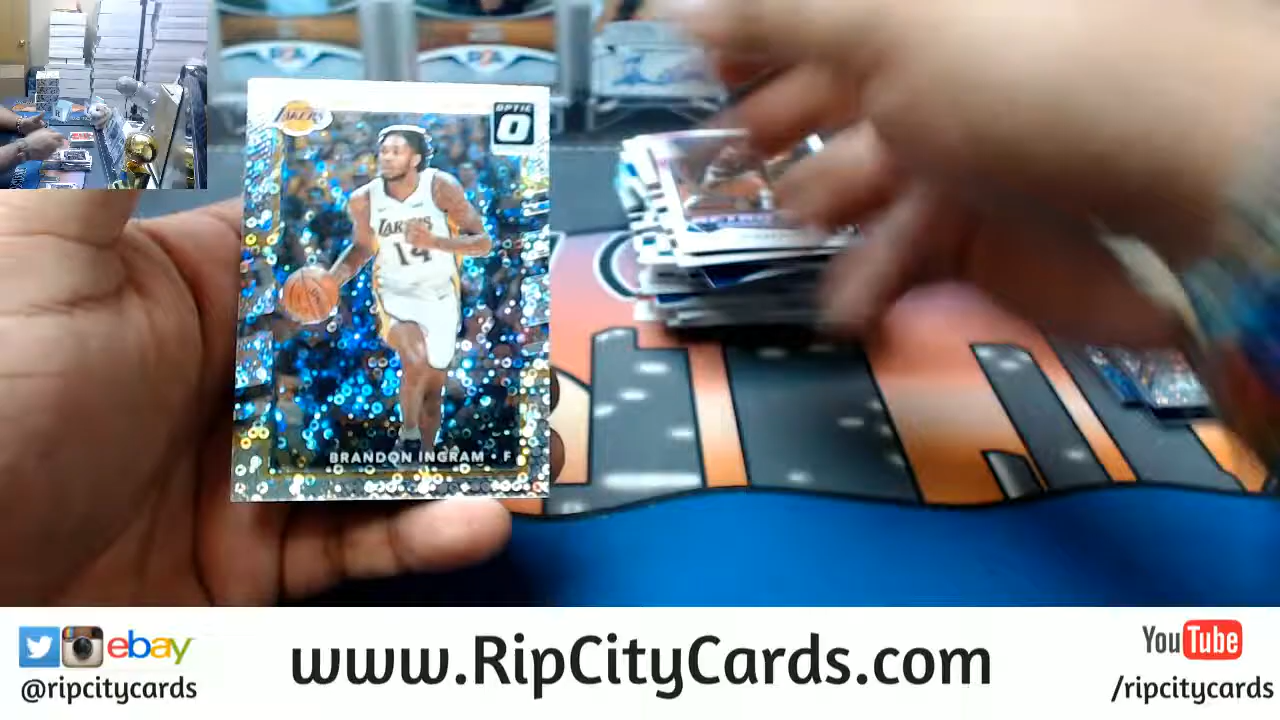 LAKERS
OPTIC
O
LAKERS
14
BRANDON INGRAM • F
ebay
@ripcitycards
www.RipCityCards.com
YouTube
/ripcitycards